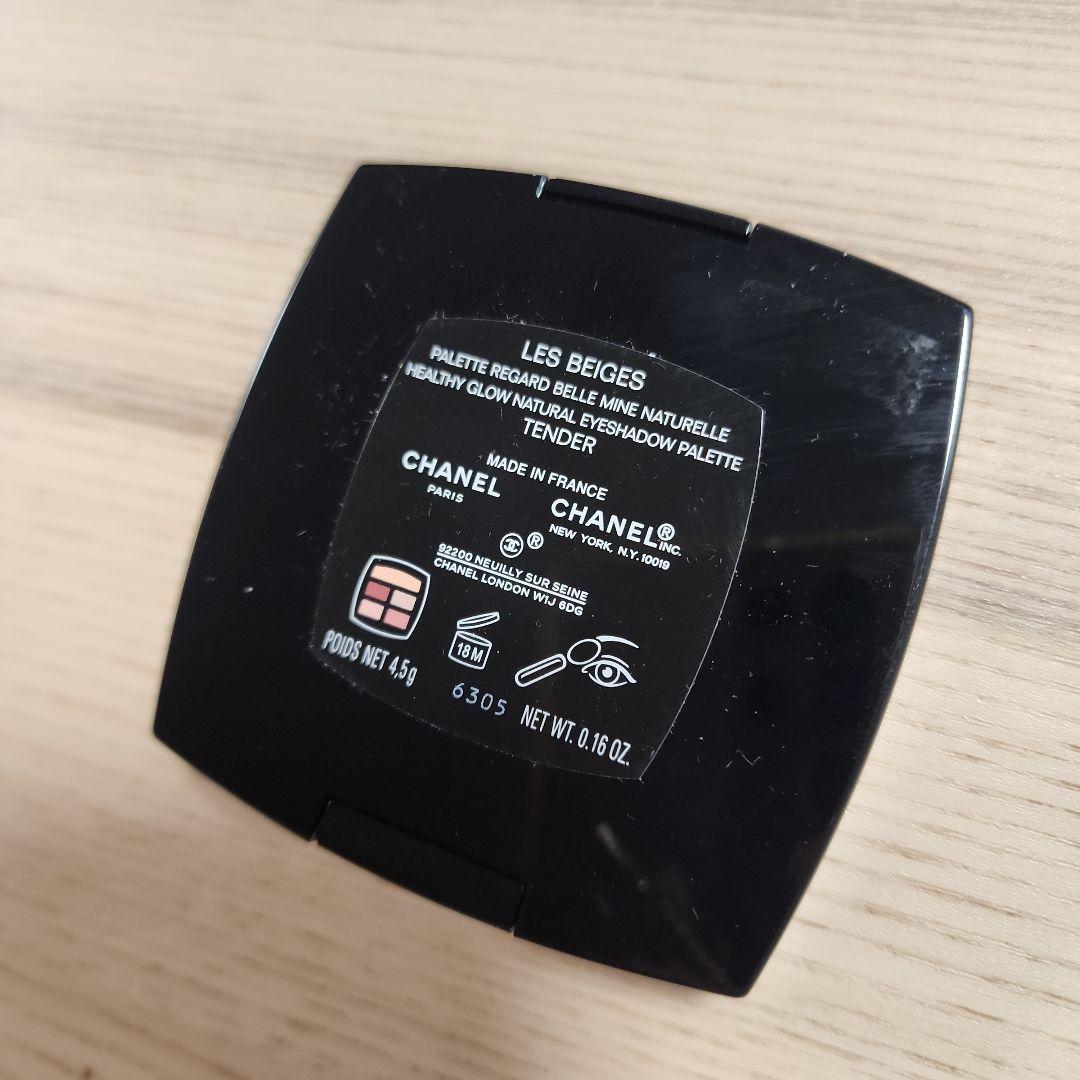 LES BEIGES
PALETTE REGARD BELLE MINE NATURELLE
HEALTHY GLOW NATURAL EYESHADOW PALETTE
TENDER
MADE IN FRANCE
CHANEL
PARIS
CHANEL® INC.
NEW YORK, N.Y. 10019
®
92200 NEUILLY SUR SEINE
CHANEL LONDON W1J 6DG
18M
POIDS NET 4,5g
6305
NET WT. 0.16 OZ.